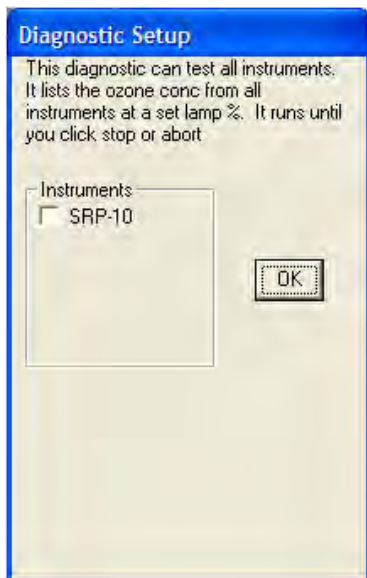 Diagnostic Setup
This diagnostic can test all instruments.
It lists the ozone conc from all
instruments at a set lamp %. It runs until
you click stop or abort
Instruments
SRP-10
OK